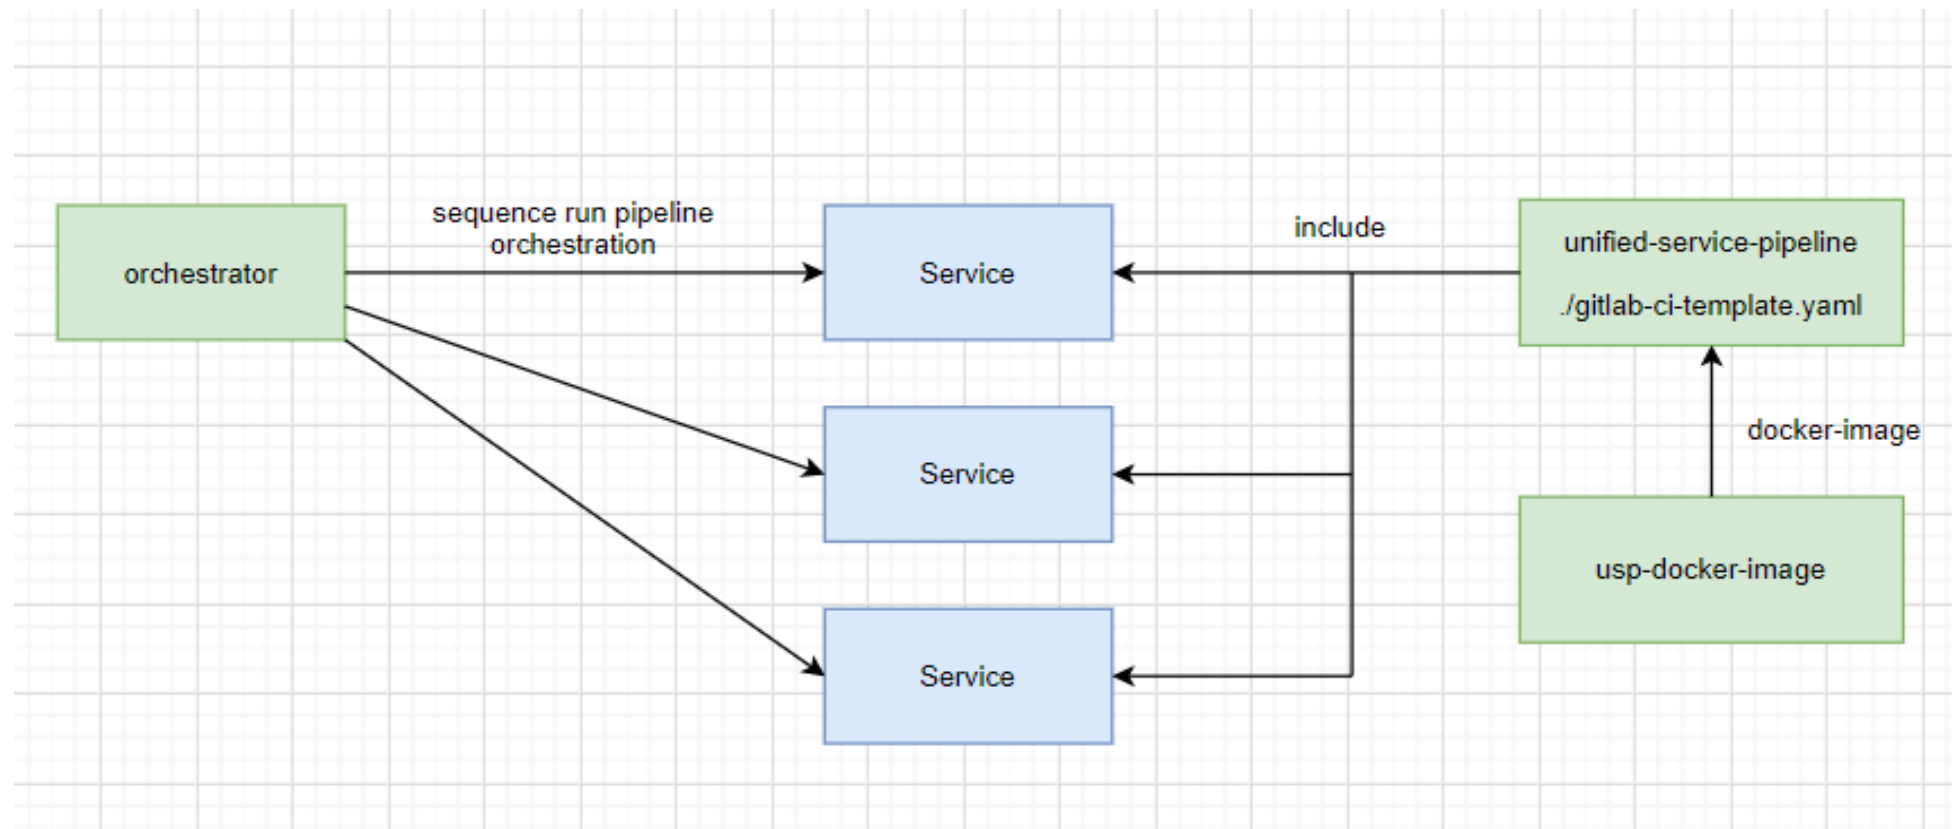 sequence run pipeline
orchestration
orchestrator
Service
include
unified-service-pipeline
./gitlab-ci-template.yaml
Service
docker-image
usp-docker-image
Service